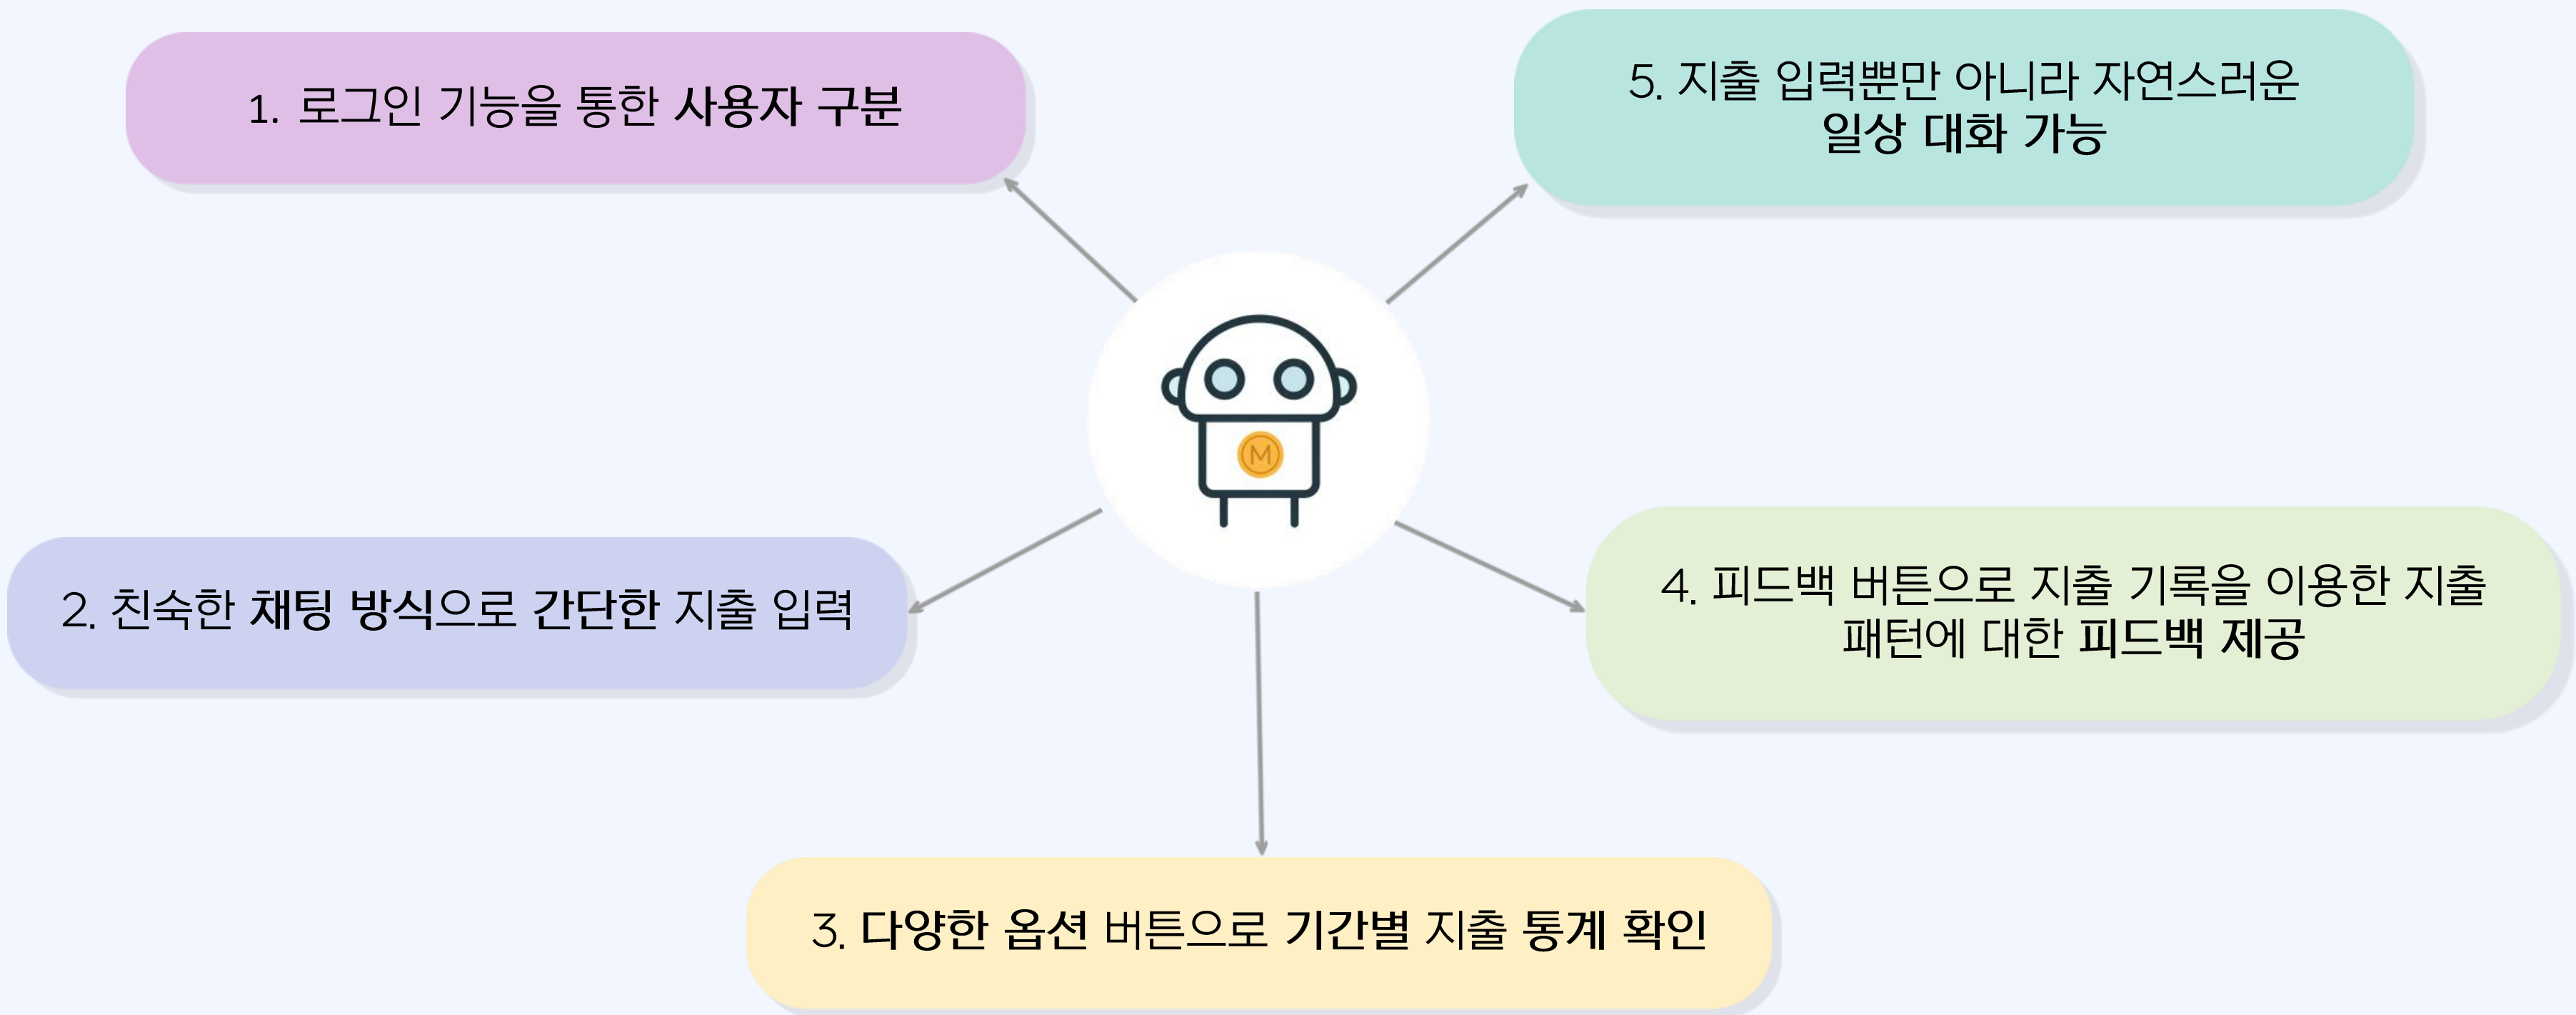 1. 로그인 기능을 통한 사용자 구분
2. 친숙한 채팅 방식으로 간단한 지출 입력
3. 다양한 옵션 버튼으로 기간별 지출 통계 확인
4. 피드백 버튼으로 지출 기록을 이용한 지출
패턴에 대한 피드백 제공
5. 지출 입력뿐만 아니라 자연스러운
일상 대화 가능
M